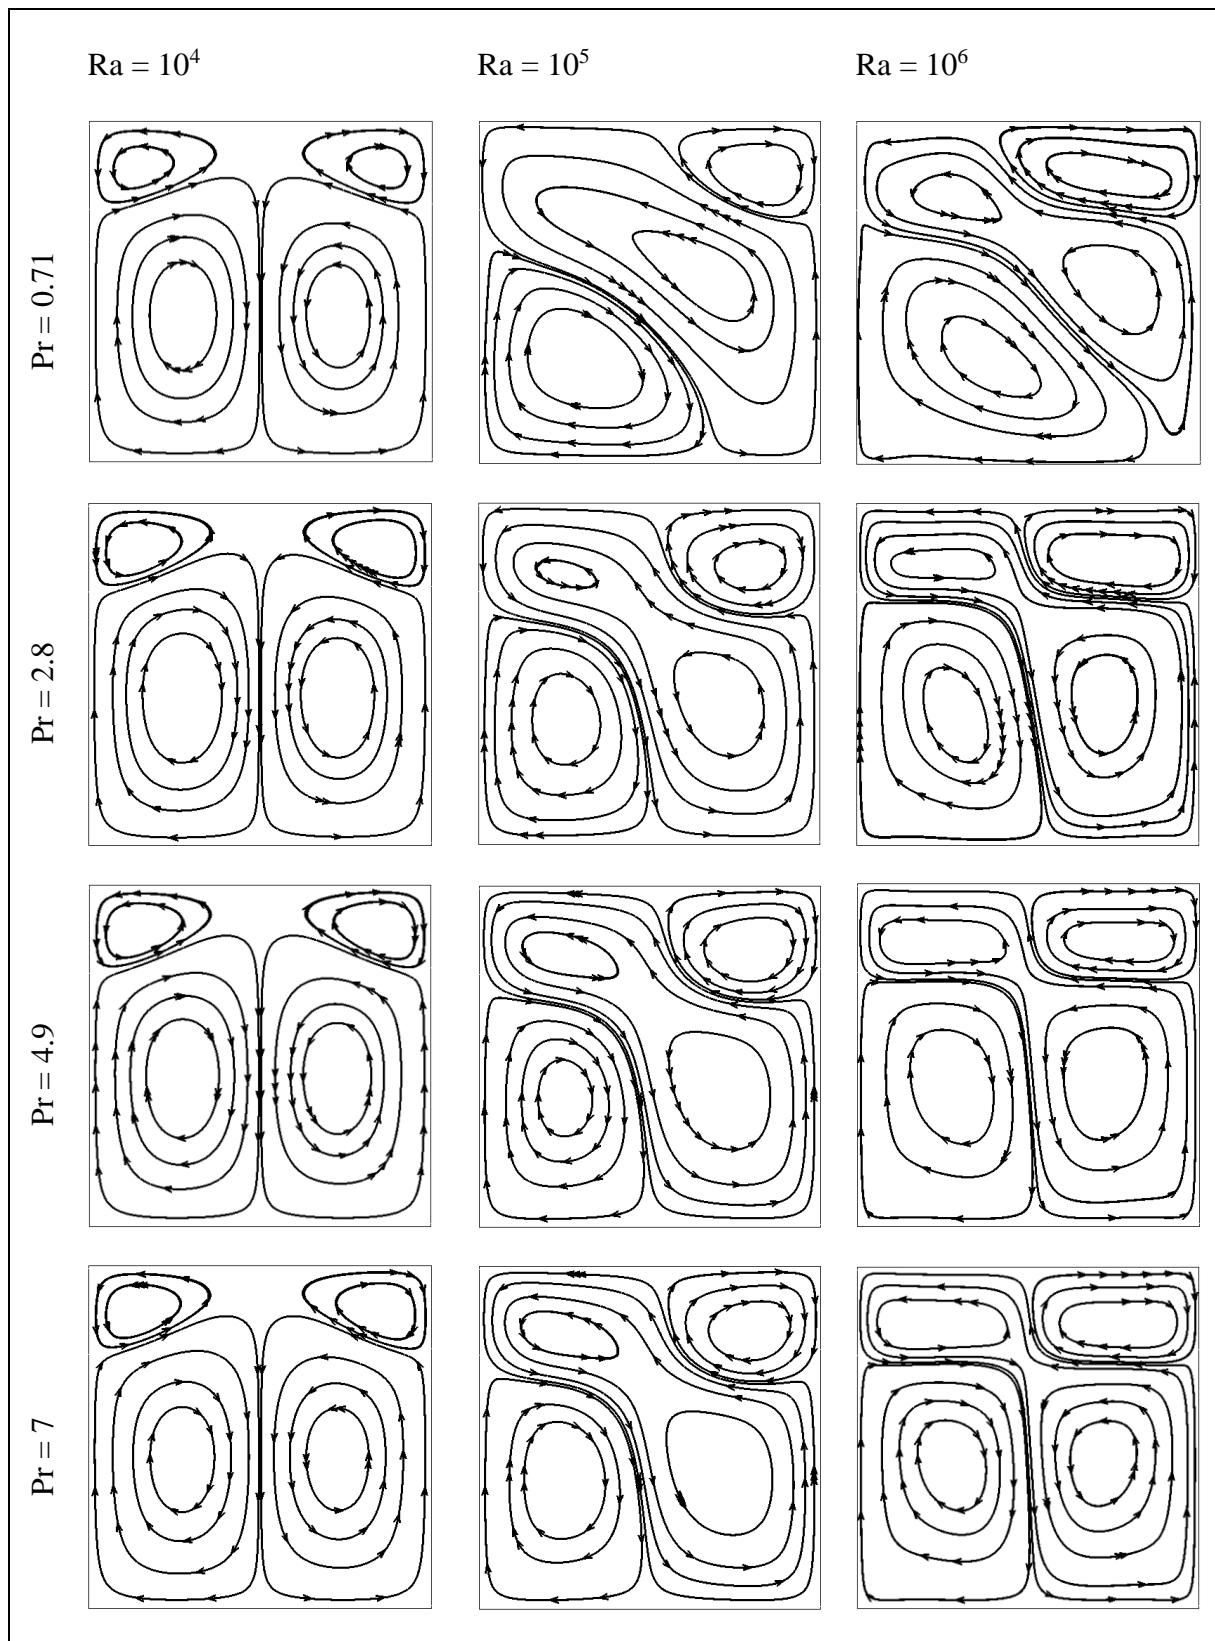 Ra = 10⁴
Ra = 10⁵
Ra = 10⁶
Pr = 0.71
Pr = 2.8
Pr = 4.9
Pr = 7